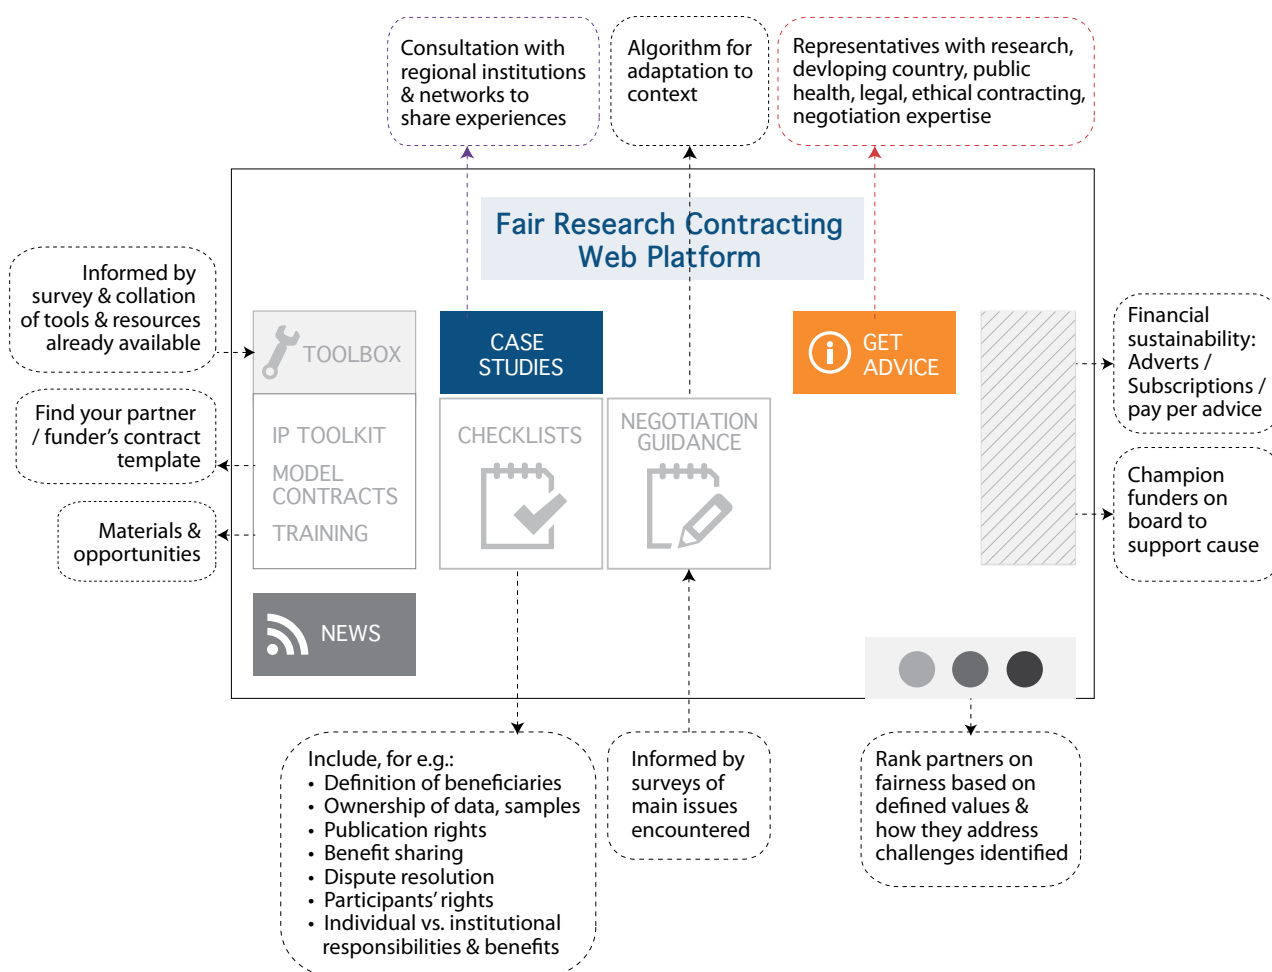 Consultation with
regional institutions
& networks to
share experiences
Algorithm for
adaptation to
context
Representatives with research,
devloping country, public
health, legal, ethical contracting,
negotiation expertise
Fair Research Contracting
Web Platform
Informed by
survey & collation
of tools & resources
already available
Find your partner
/ funder's contract
template
Materials &
opportunities
TOOLBOX
IP TOOLKIT
MODEL
CONTRACTS
TRAINING
NEWS
CASE
STUDIES
CHECKLISTS
NEGOTIATION
GUIDANCE
GET
ADVICE
Financial
sustainability:
Adverts /
Subscriptions /
pay per advice
Champion
funders on
board to
support cause
Include, for e.g.:
• Definition of beneficiaries
• Ownership of data, samples
• Publication rights
• Benefit sharing
• Dispute resolution
• Participants' rights
• Individual vs. institutional
responsibilities & benefits
Informed by
surveys of
main issues
encountered
Rank partners on
fairness based on
defined values &
how they address
challenges identified